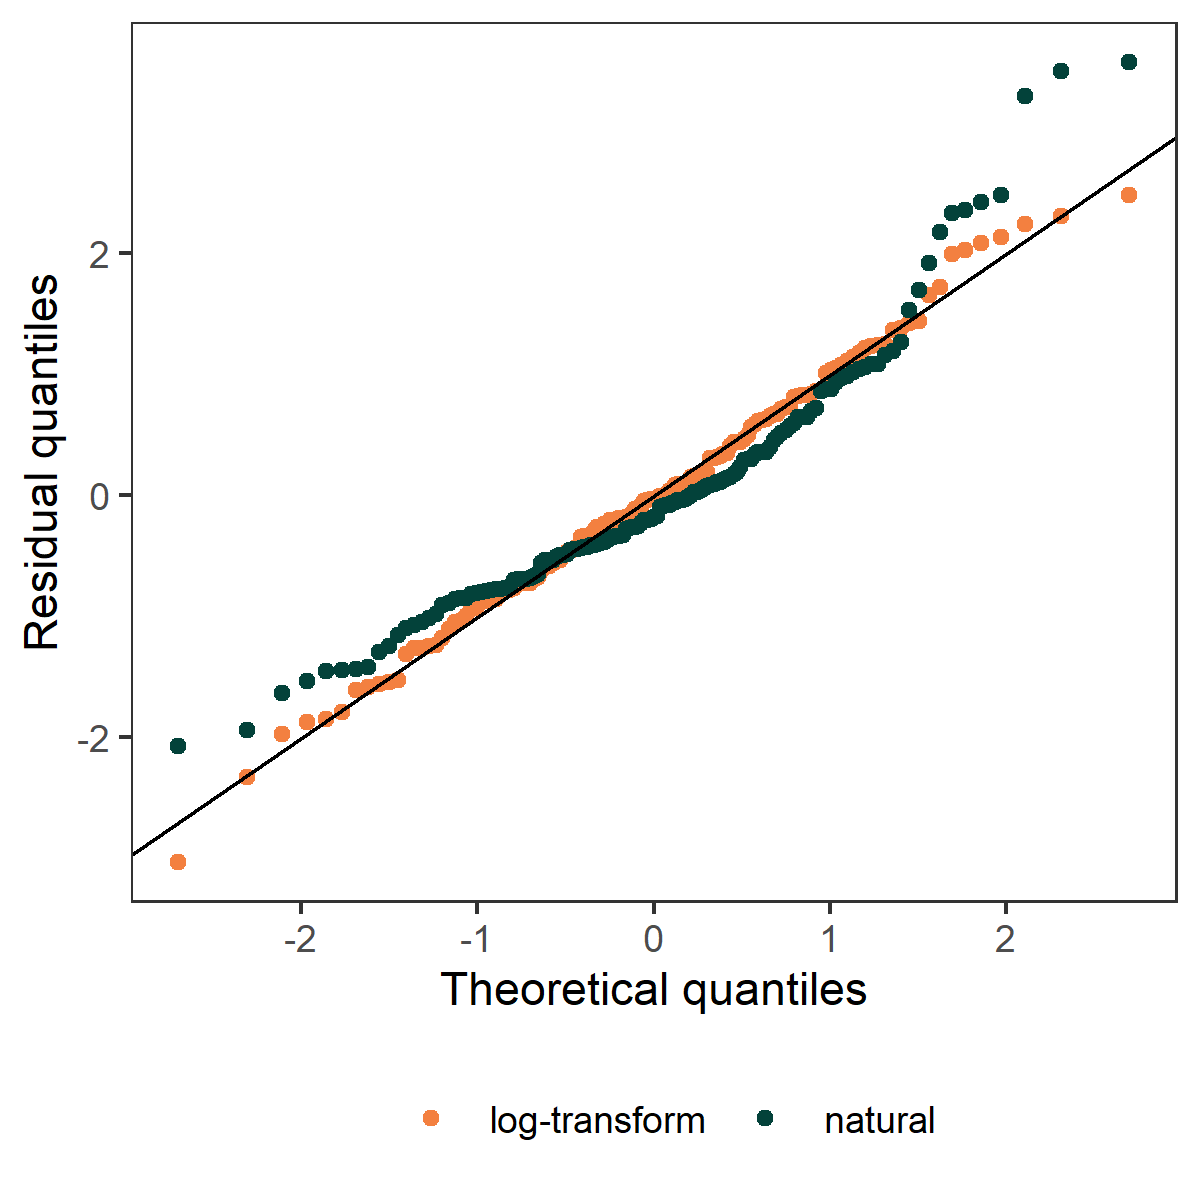 Residual quantiles
2
0
-2
-2 -1 0 1 2
Theoretical quantiles
log-transform natural